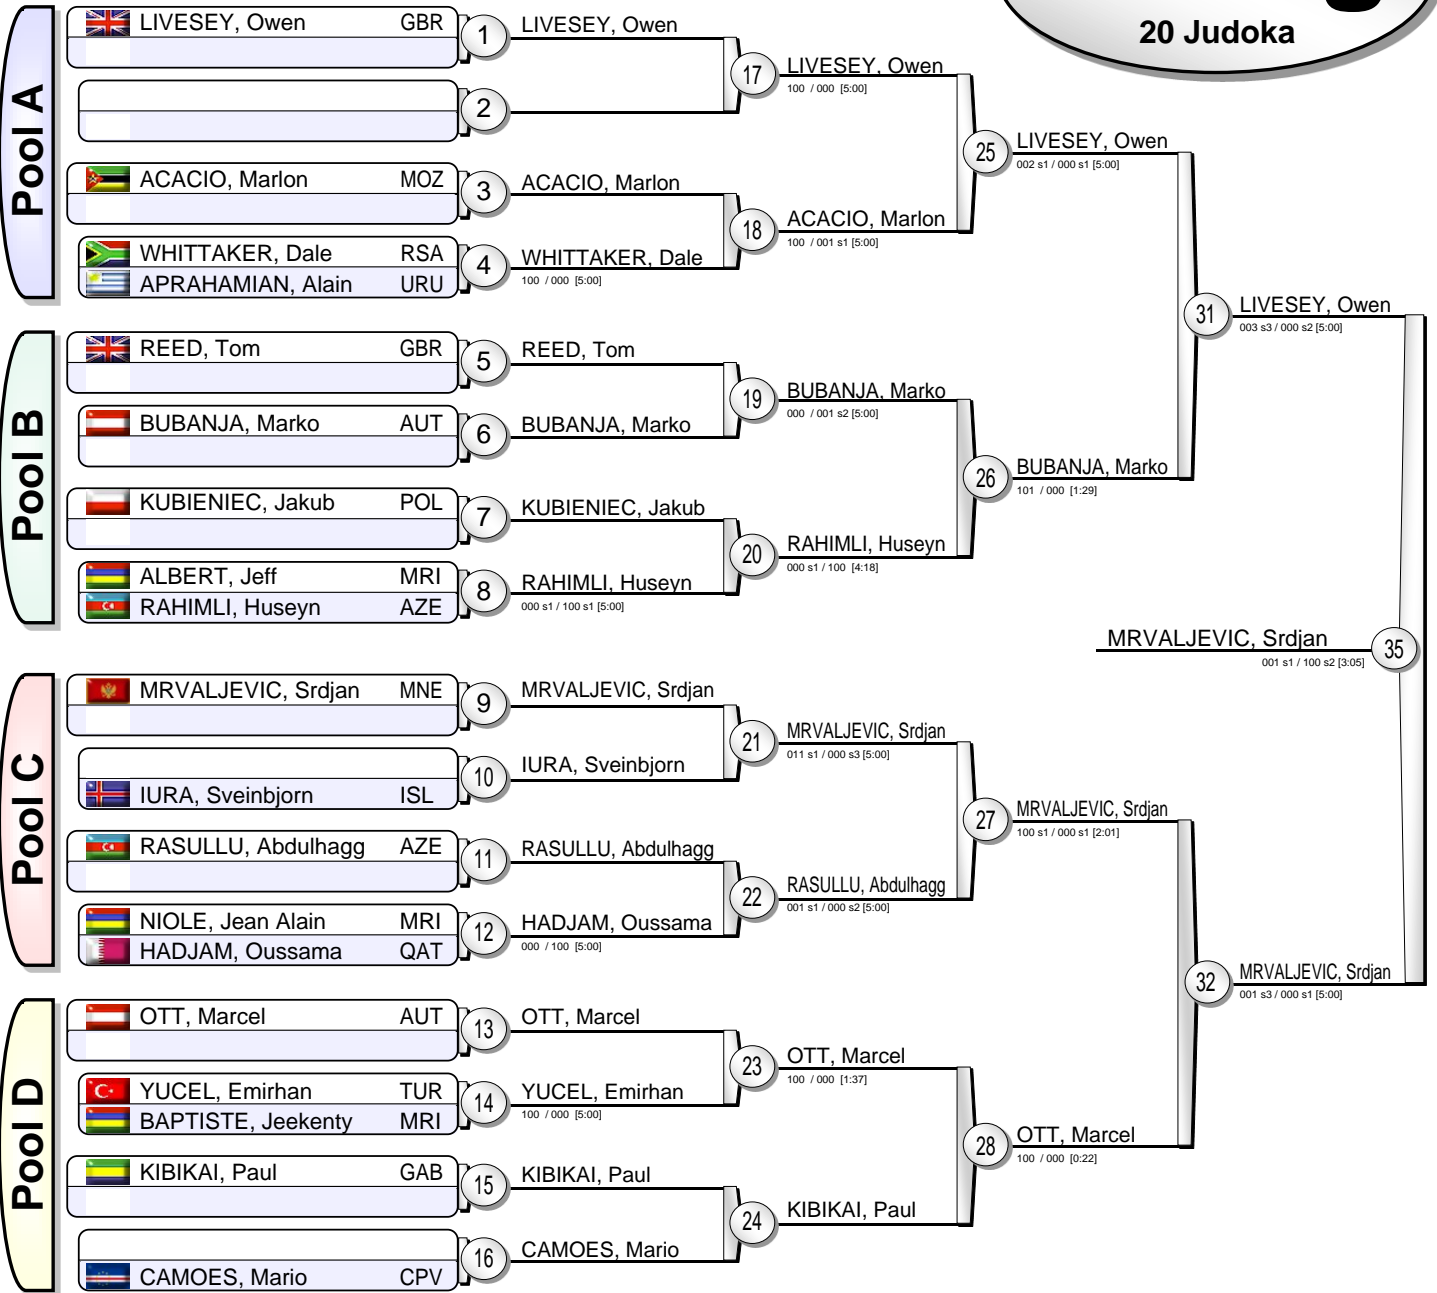 20 Judoka
Pool A
LIVESEY, Owen GBR
1
2
ACACIO, Marlon MOZ
3
WHITTAKER, Dale RSA
APRAHAMIAN, Alain URU
4
Pool B
REED, Tom GBR
5
BUBANJA, Marko AUT
6
KUBIENIEC, Jakub POL
7
ALBERT, Jeff MRI
RAHIMLI, Huseyn AZE
8
Pool C
MRVALJEVIC, Srdjan MNE
9
IURA, Sveinbjorn ISL
10
RASULLU, Abdulhagg AZE
11
NIOLE, Jean Alain MRI
HADJAM, Oussama QAT
12
Pool D
OTT, Marcel AUT
13
YUCEL, Emirhan TUR
BAPTISTE, Jeekenty MRI
14
KIBIKAI, Paul GAB
15
CAMOES, Mario CPV
16
LIVESEY, Owen
17
ACACIO, Marlon
18
WHITTAKER, Dale
100 / 000 [5:00]
REED, Tom
19
BUBANJA, Marko
KUBIENIEC, Jakub
20
RAHIMLI, Huseyn
000 s1 / 100 s1 [5:00]
MRVALJEVIC, Srdjan
21
IURA, Sveinbjorn
RASULLU, Abdulhagg
22
HADJAM, Oussama
000 / 100 [5:00]
OTT, Marcel
23
YUCEL, Emirhan
100 / 000 [5:00]
KIBIKAI, Paul
24
CAMOES, Mario
LIVESEY, Owen
100 / 000 [5:00]
25
ACACIO, Marlon
100 / 001 s1 [5:00]
BUBANJA, Marko
000 / 001 s2 [5:00]
26
RAHIMLI, Huseyn
000 s1 / 100 [4:18]
MRVALJEVIC, Srdjan
011 s1 / 000 s3 [5:00]
27
RASULLU, Abdulhagg
001 s1 / 000 s2 [5:00]
OTT, Marcel
100 / 000 [1:37]
28
KIBIKAI, Paul
LIVESEY, Owen
002 s1 / 000 s1 [5:00]
31
BUBANJA, Marko
101 / 000 [1:29]
MRVALJEVIC, Srdjan
100 s1 / 000 s1 [2:01]
32
OTT, Marcel
100 / 000 [0:22]
LIVESEY, Owen
003 s3 / 000 s2 [5:00]
MRVALJEVIC, Srdjan
35
001 s1 / 100 s2 [3:05]
MRVALJEVIC, Srdjan
001 s3 / 000 s1 [5:00]